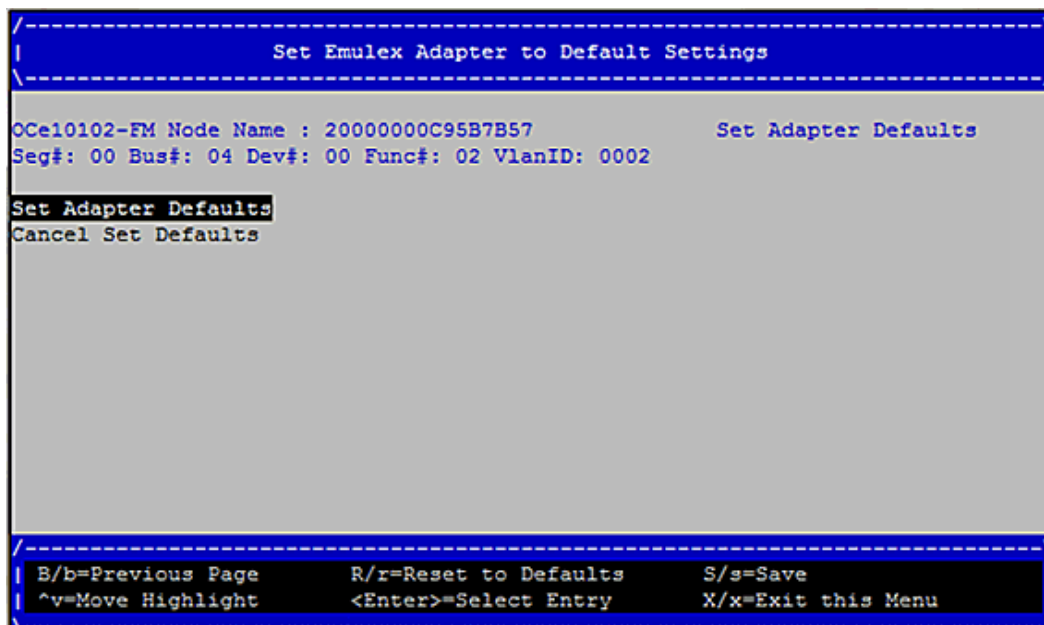 /------------------------------------------------------------------------------
| Set Emulex Adapter to Default Settings
\------------------------------------------------------------------------------
OCe10102-FM Node Name : 20000000C95B7B57 Set Adapter Defaults
Seg#: 00 Bus#: 04 Dev#: 00 Func#: 02 VlanID: 0002
Set Adapter Defaults
Cancel Set Defaults
/------------------------------------------------------------------------------
| B/b=Previous Page R/r=Reset to Defaults S/s=Save
| ^v=Move Highlight <Enter>=Select Entry X/x=Exit this Menu
\